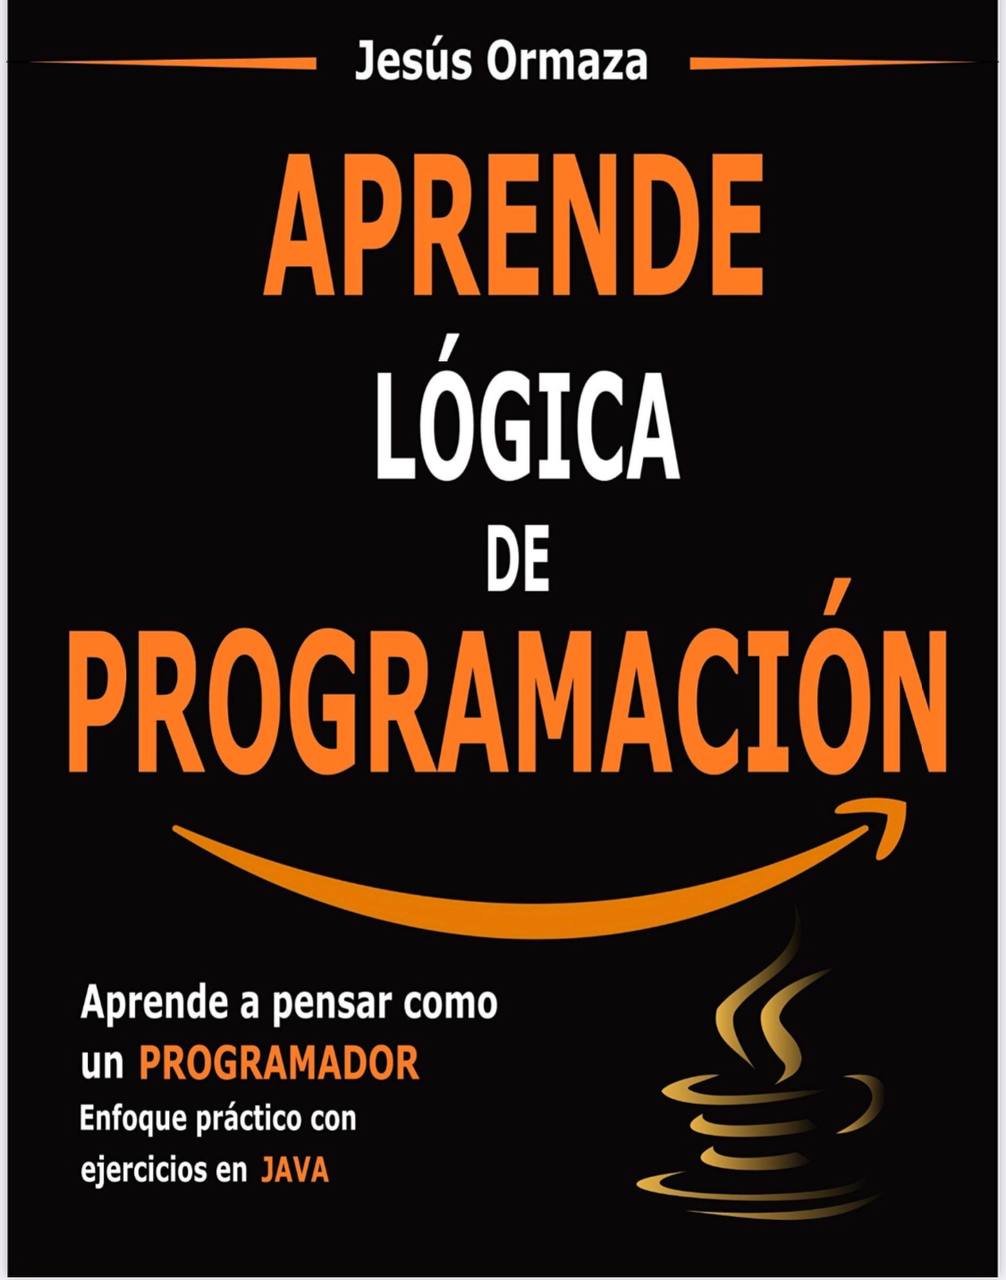 Jesús Ormaza
APRENDE
LÓGICA
DE
PROGRAMACIÓN
Aprende a pensar como
un PROGRAMADOR
Enfoque práctico con
ejercicios en JAVA